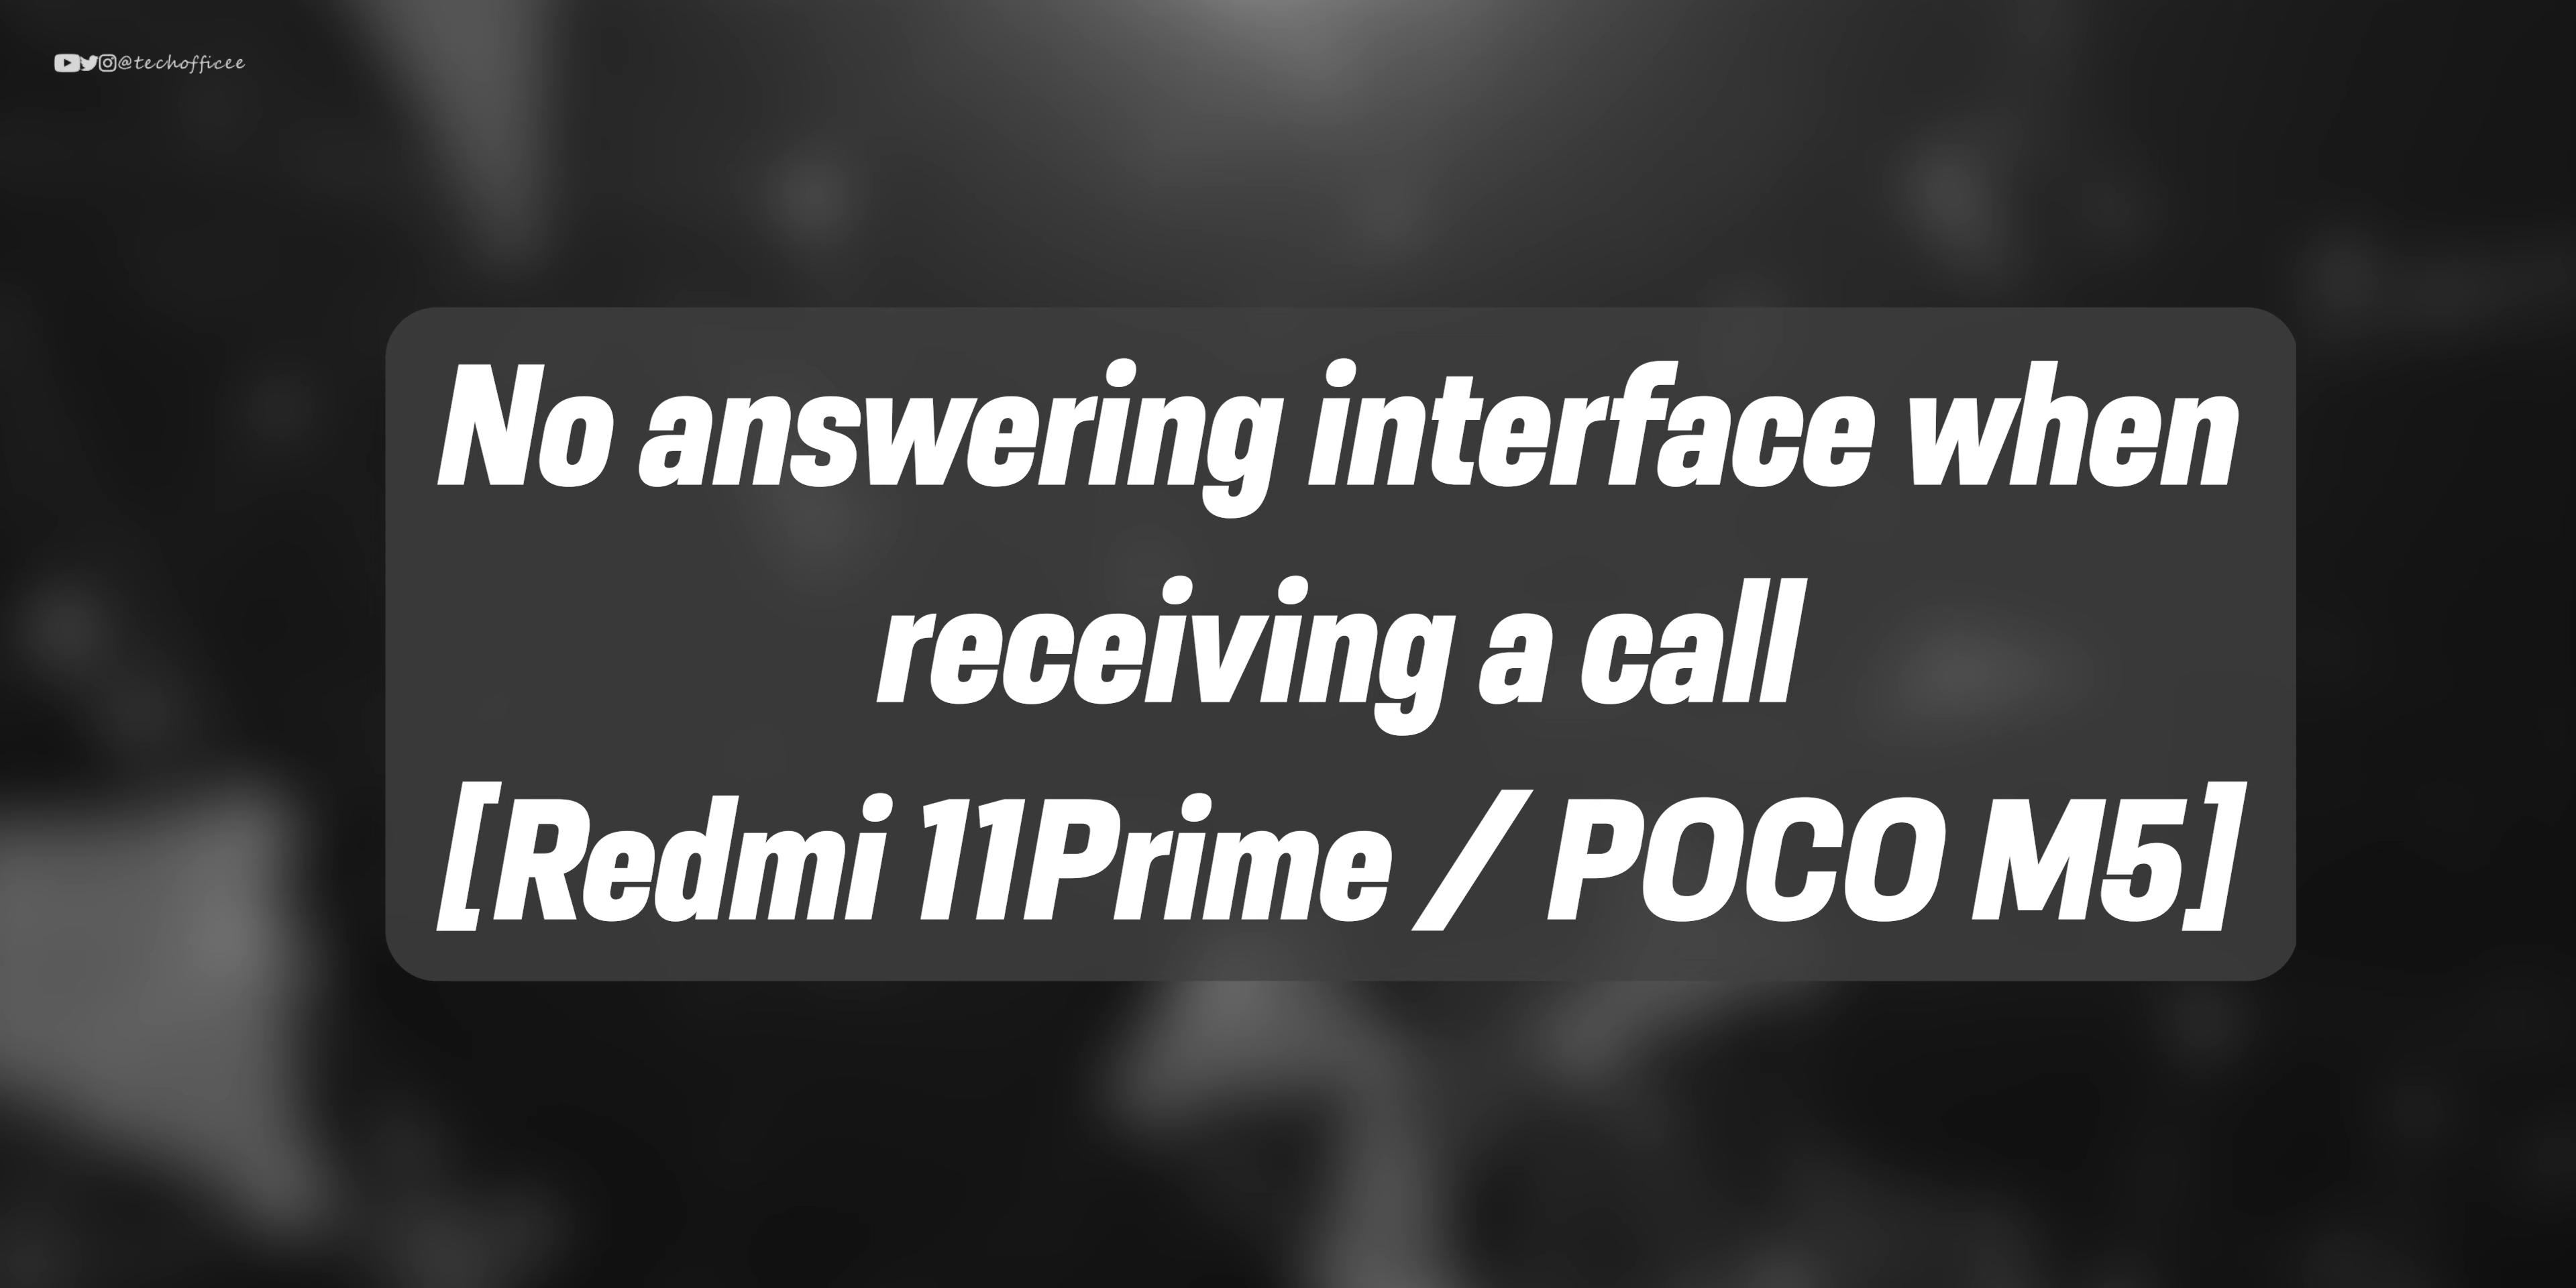 @techofficee
No answering interface when
receiving a call
[Redmi 11Prime / POCO M5]